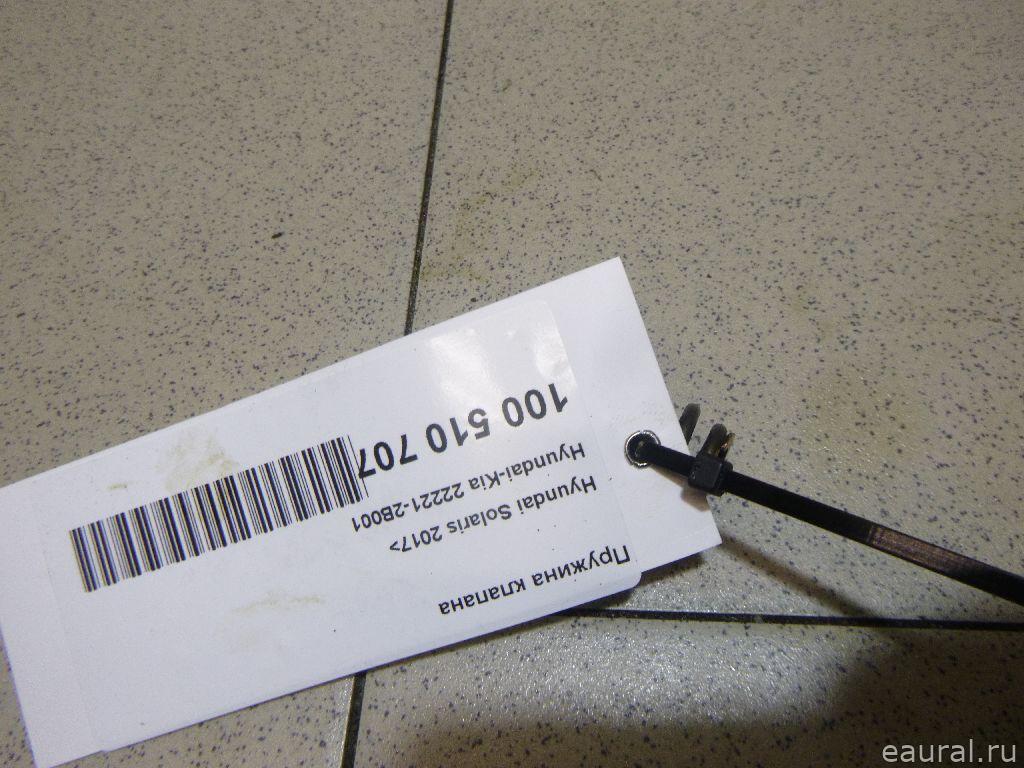 Пружина клапана
Hyundai Solaris 2017>
Hyundai-Kia 22221-2B001
100 510 707
eaural.ru